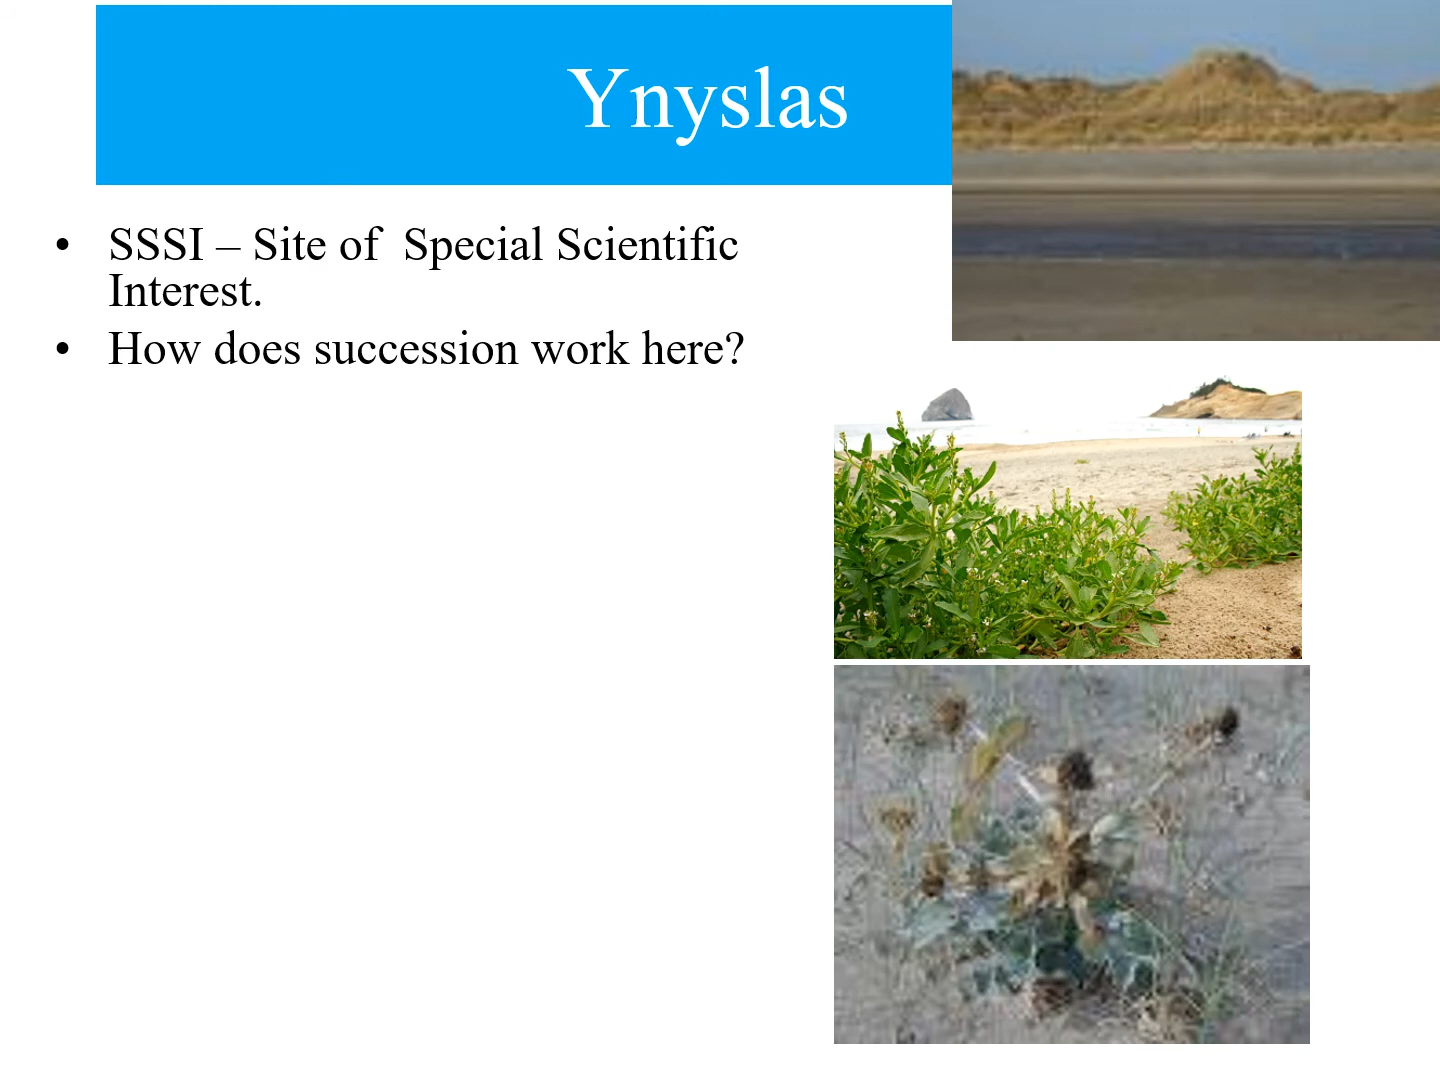 Ynyslas
• SSSI – Site of  Special Scientific
Interest.
• How does succession work here?